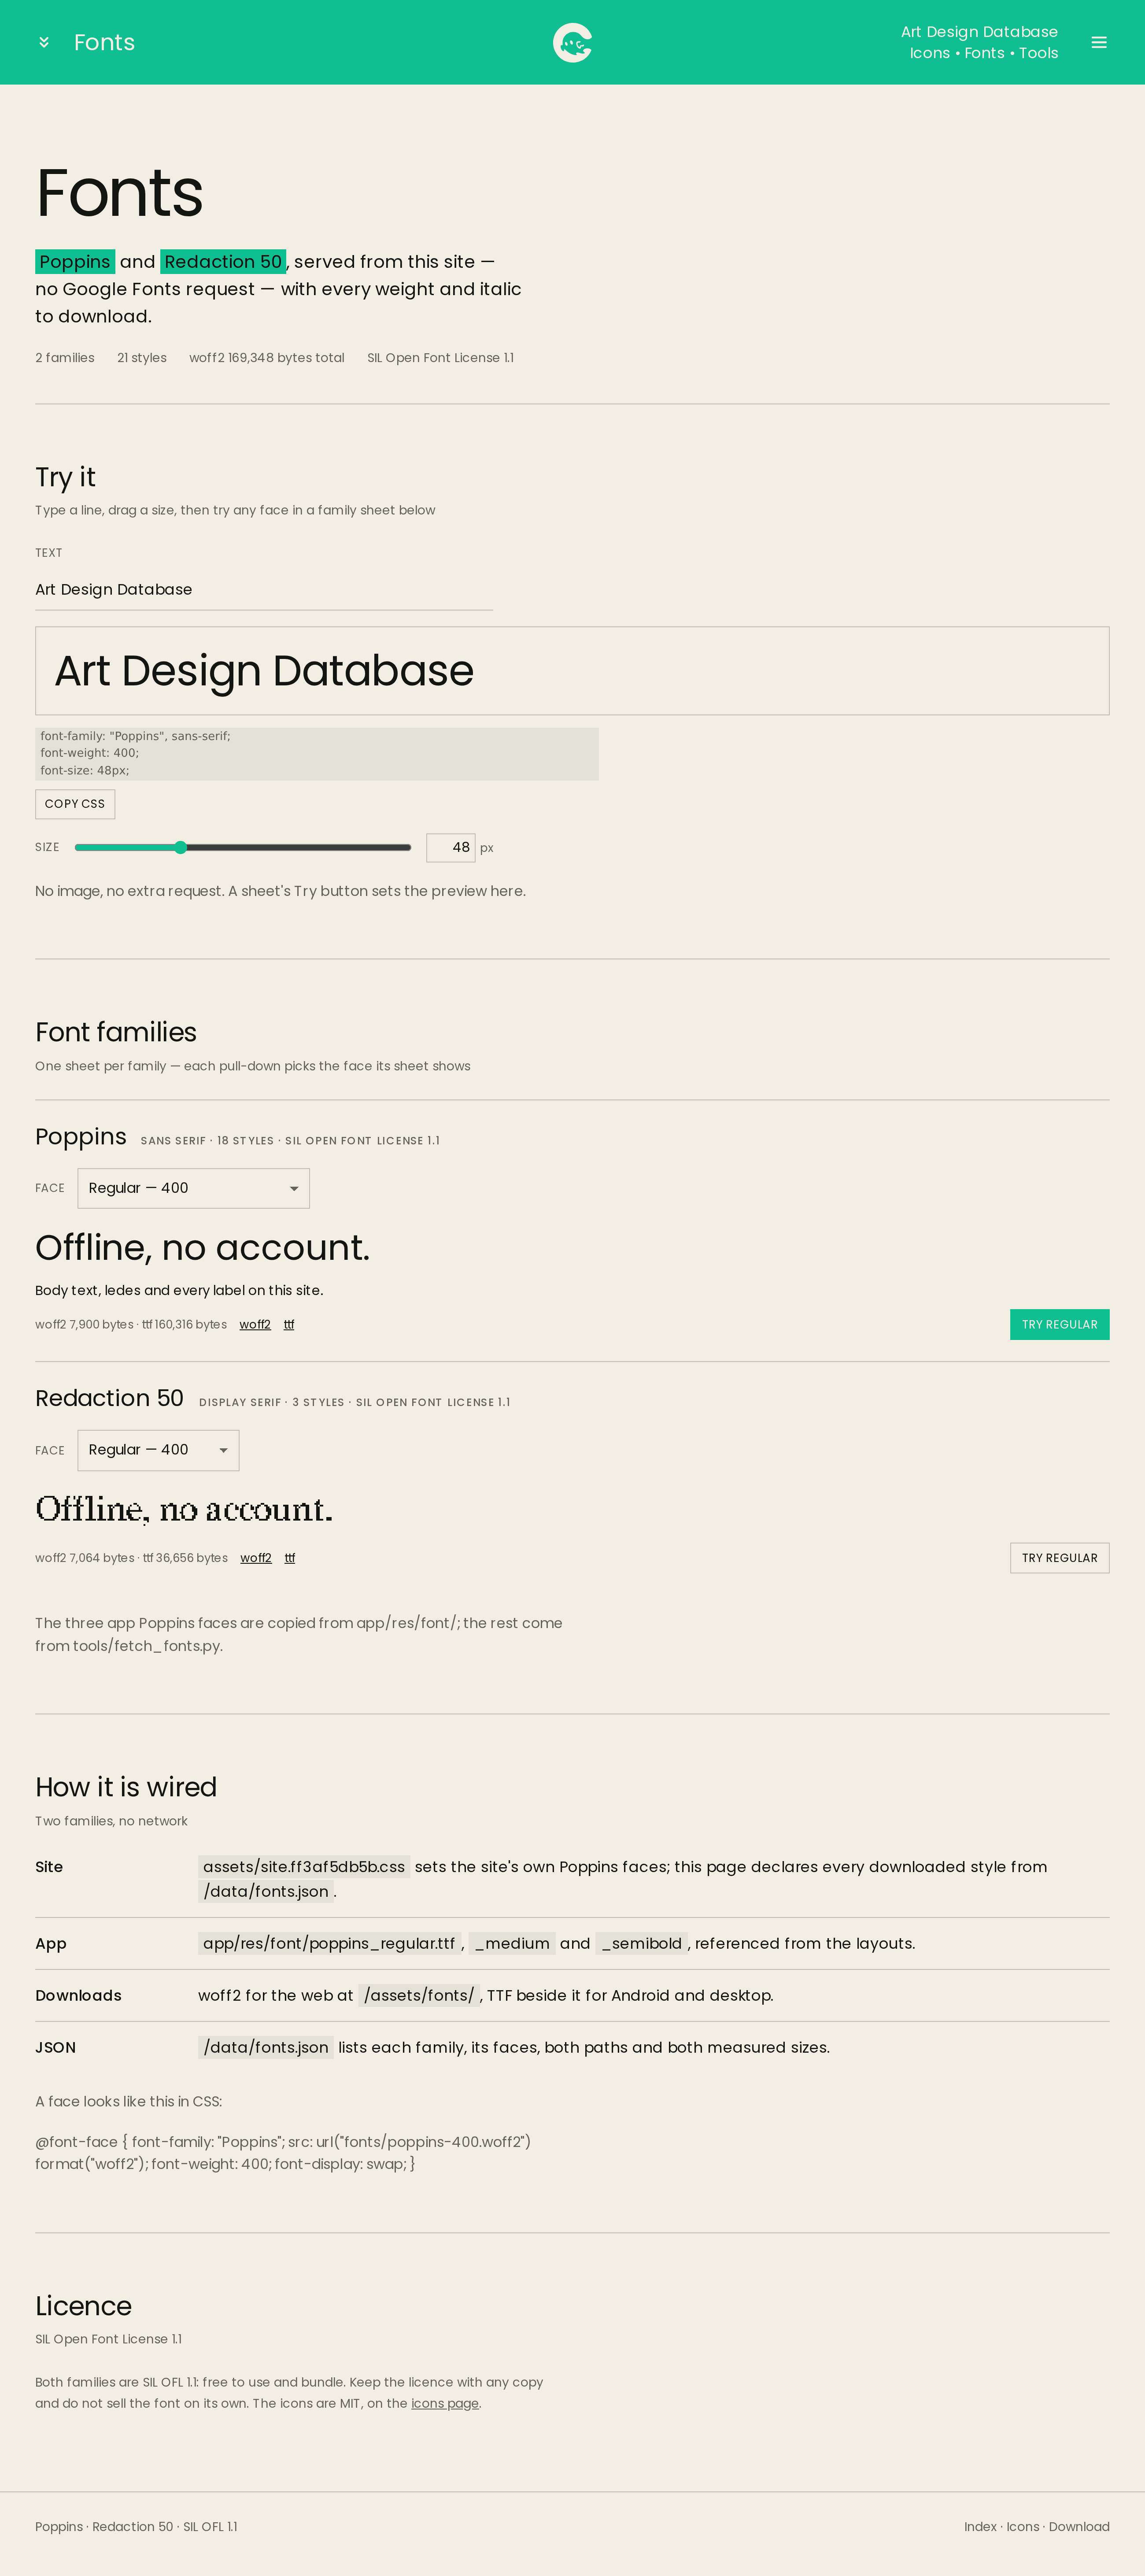 Fonts
Art Design Database
Icons • Fonts • Tools
Fonts
Poppins and Redaction 50, served from this site —
no Google Fonts request — with every weight and italic
to download.
2 families 21 styles woff2 169,348 bytes total SIL Open Font License 1.1
Try it
Type a line, drag a size, then try any face in a family sheet below
TEXT
Art Design Database
Art Design Database
font-family: "Poppins", sans-serif;
font-weight: 400;
font-size: 48px;
COPY CSS
SIZE 48 px
No image, no extra request. A sheet's Try button sets the preview here.
Font families
One sheet per family — each pull-down picks the face its sheet shows
Poppins SANS SERIF · 18 STYLES · SIL OPEN FONT LICENSE 1.1
FACE Regular — 400
Offline, no account.
Body text, ledes and every label on this site.
woff2 7,900 bytes · ttf 160,316 bytes woff2 ttf TRY REGULAR
Redaction 50 DISPLAY SERIF · 3 STYLES · SIL OPEN FONT LICENSE 1.1
FACE Regular — 400
Offline, no account.
woff2 7,064 bytes · ttf 36,656 bytes woff2 ttf TRY REGULAR
The three app Poppins faces are copied from app/res/font/; the rest come
from tools/fetch_fonts.py.
How it is wired
Two families, no network
Site assets/site.ff3af5db5b.css sets the site's own Poppins faces; this page declares every downloaded style from
/data/fonts.json.
App app/res/font/poppins_regular.ttf, _medium and _semibold, referenced from the layouts.
Downloads woff2 for the web at /assets/fonts/, TTF beside it for Android and desktop.
JSON /data/fonts.json lists each family, its faces, both paths and both measured sizes.
A face looks like this in CSS:
@font-face { font-family: "Poppins"; src: url("fonts/poppins-400.woff2")
format("woff2"); font-weight: 400; font-display: swap; }
Licence
SIL Open Font License 1.1
Both families are SIL OFL 1.1: free to use and bundle. Keep the licence with any copy
and do not sell the font on its own. The icons are MIT, on the icons page.
Poppins · Redaction 50 · SIL OFL 1.1 Index · Icons · Download